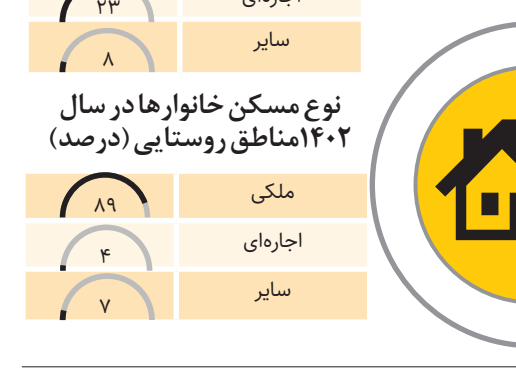 اجاره‌ای ۲۳
سایر ۸
نوع مسکن خانوارها در سال
۱۴۰۲مناطق روستایی (درصد)
ملکی ۸۹
اجاره‌ای ۴
سایر ۷